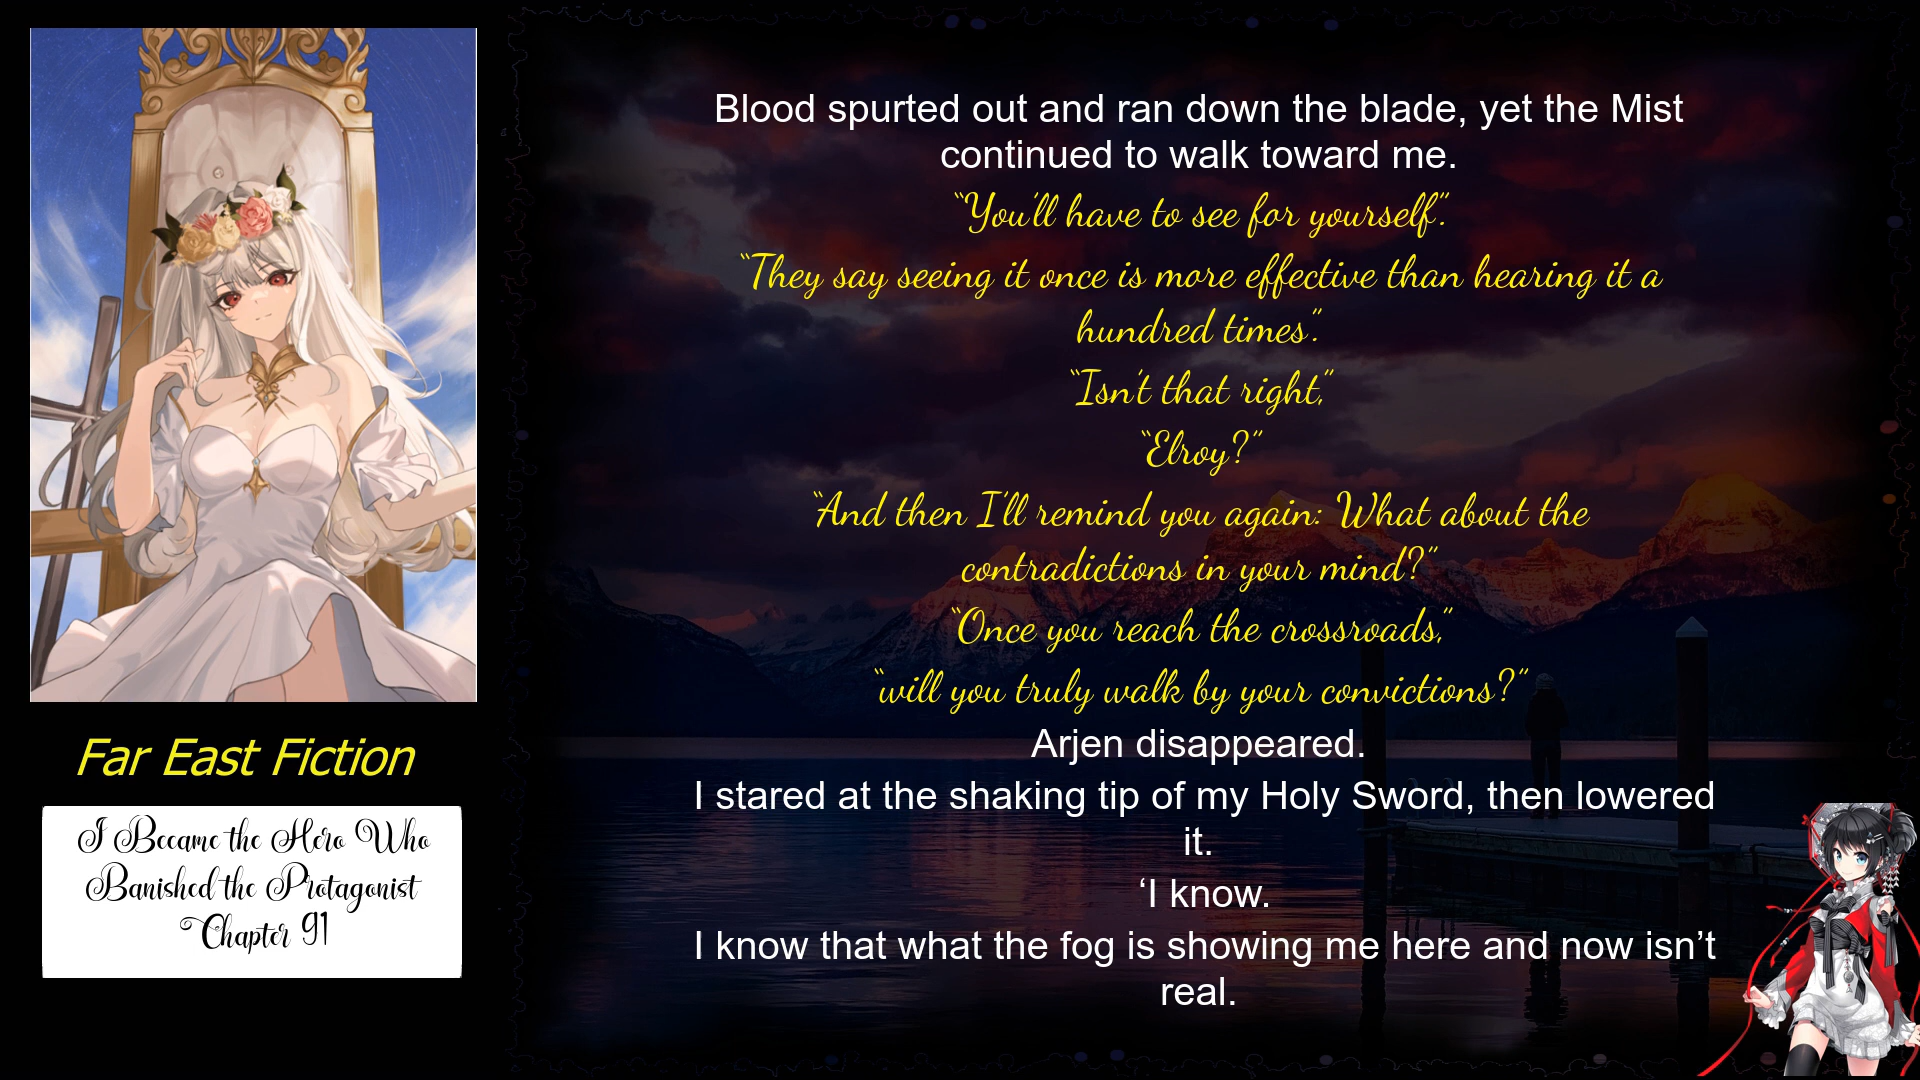 Blood spurted out and ran down the blade, yet the Mist
continued to walk toward me.
“You’ll have to see for yourself”.
“They say seeing it once is more effective than hearing it a
hundred times”.
“Isn’t that right,”
“Elroy?”
“And then I’ll remind you again: What about the
contradictions in your mind?”
“Once you reach the crossroads,”
“will you truly walk by your convictions?”
Arjen disappeared.
I stared at the shaking tip of my Holy Sword, then lowered
it.
‘I know.
I know that what the fog is showing me here and now isn’t
real.
Far East Fiction
I Became the Hero Who
Banished the Protagonist
Chapter 91